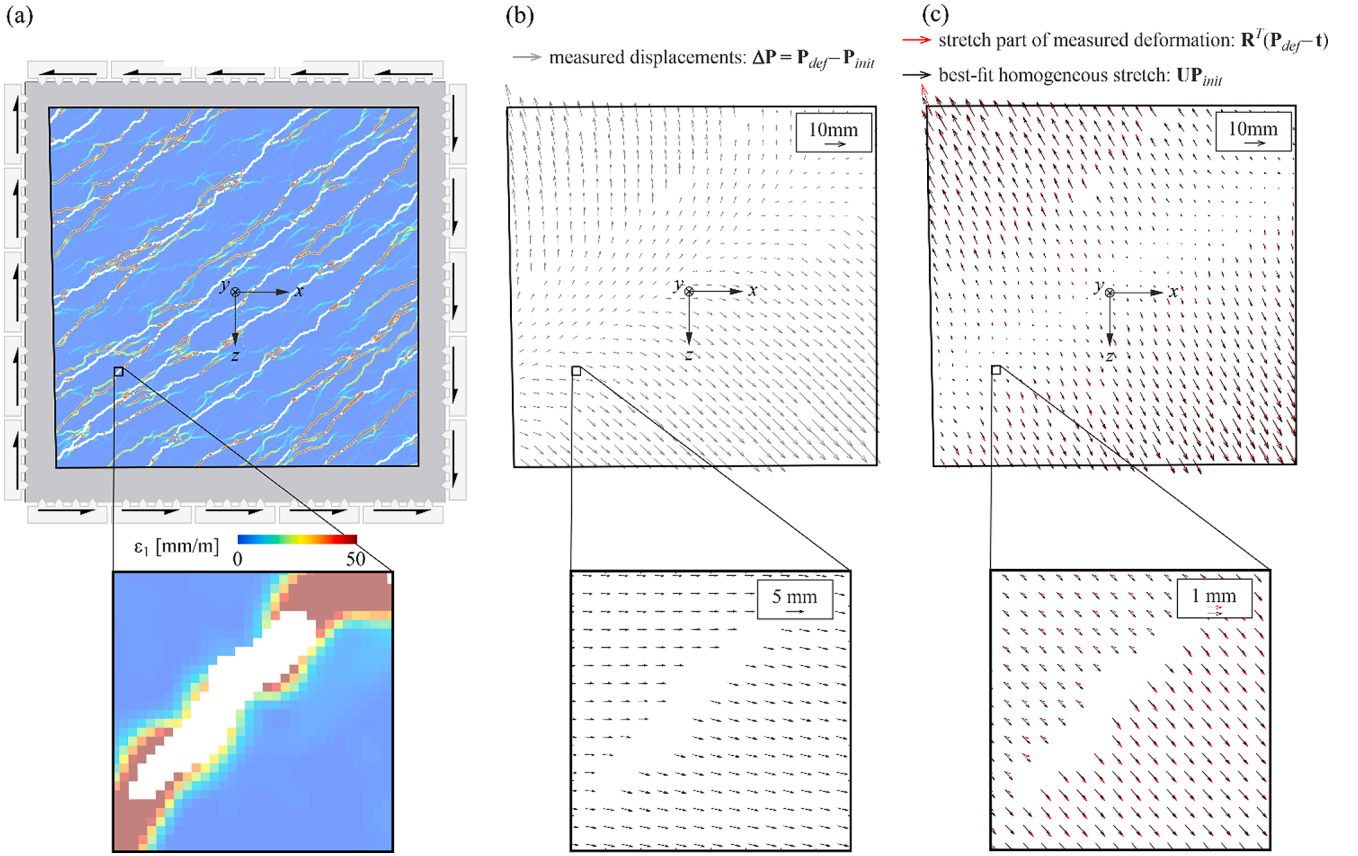 (a)
(b)
(c)
measured displacements: ΔP = P_def − P_init
stretch part of measured deformation: R^T(P_def − t)
best-fit homogeneous stretch: UP_init
10mm
10mm
y
x
z
y
x
z
y
x
z
ε₁ [mm/m]
0
50
5 mm
1 mm